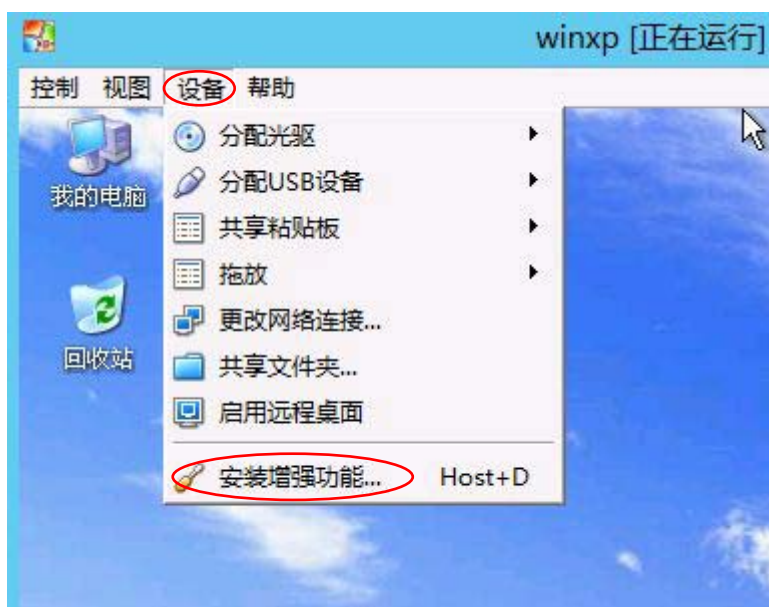 winxp [正在运行]
控制 视图 设备 帮助
我的电脑
回收站
分配光驱
分配USB设备
共享粘贴板
拖放
更改网络连接...
共享文件夹...
启用远程桌面
安装增强功能... Host+D